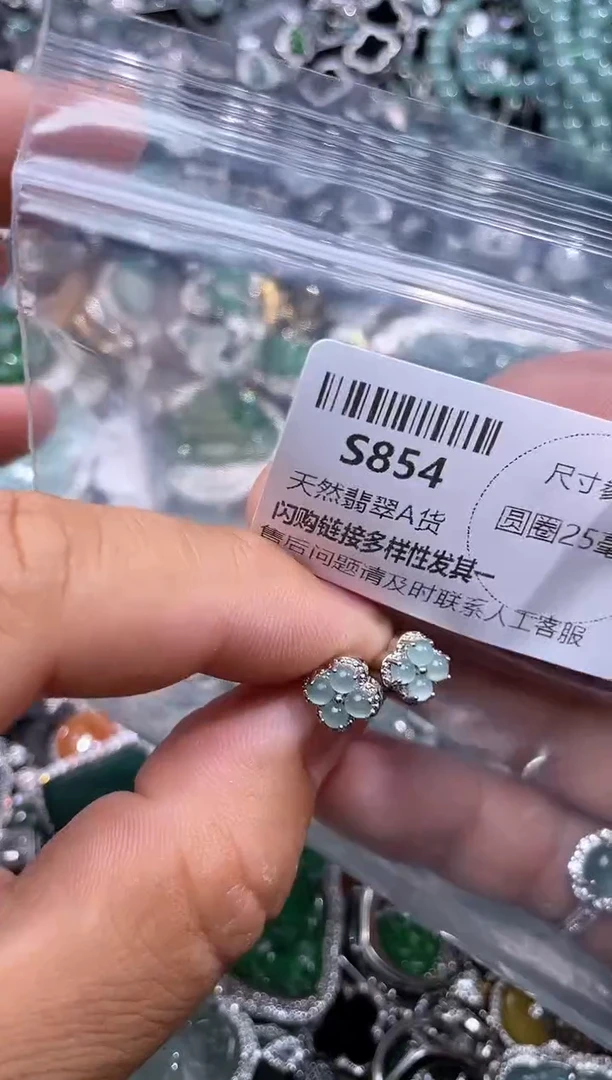 S854
天然翡翠A货
闪购链接多样性发其一
售后问题请及时联系人工客服
尺寸
圆圈25毫